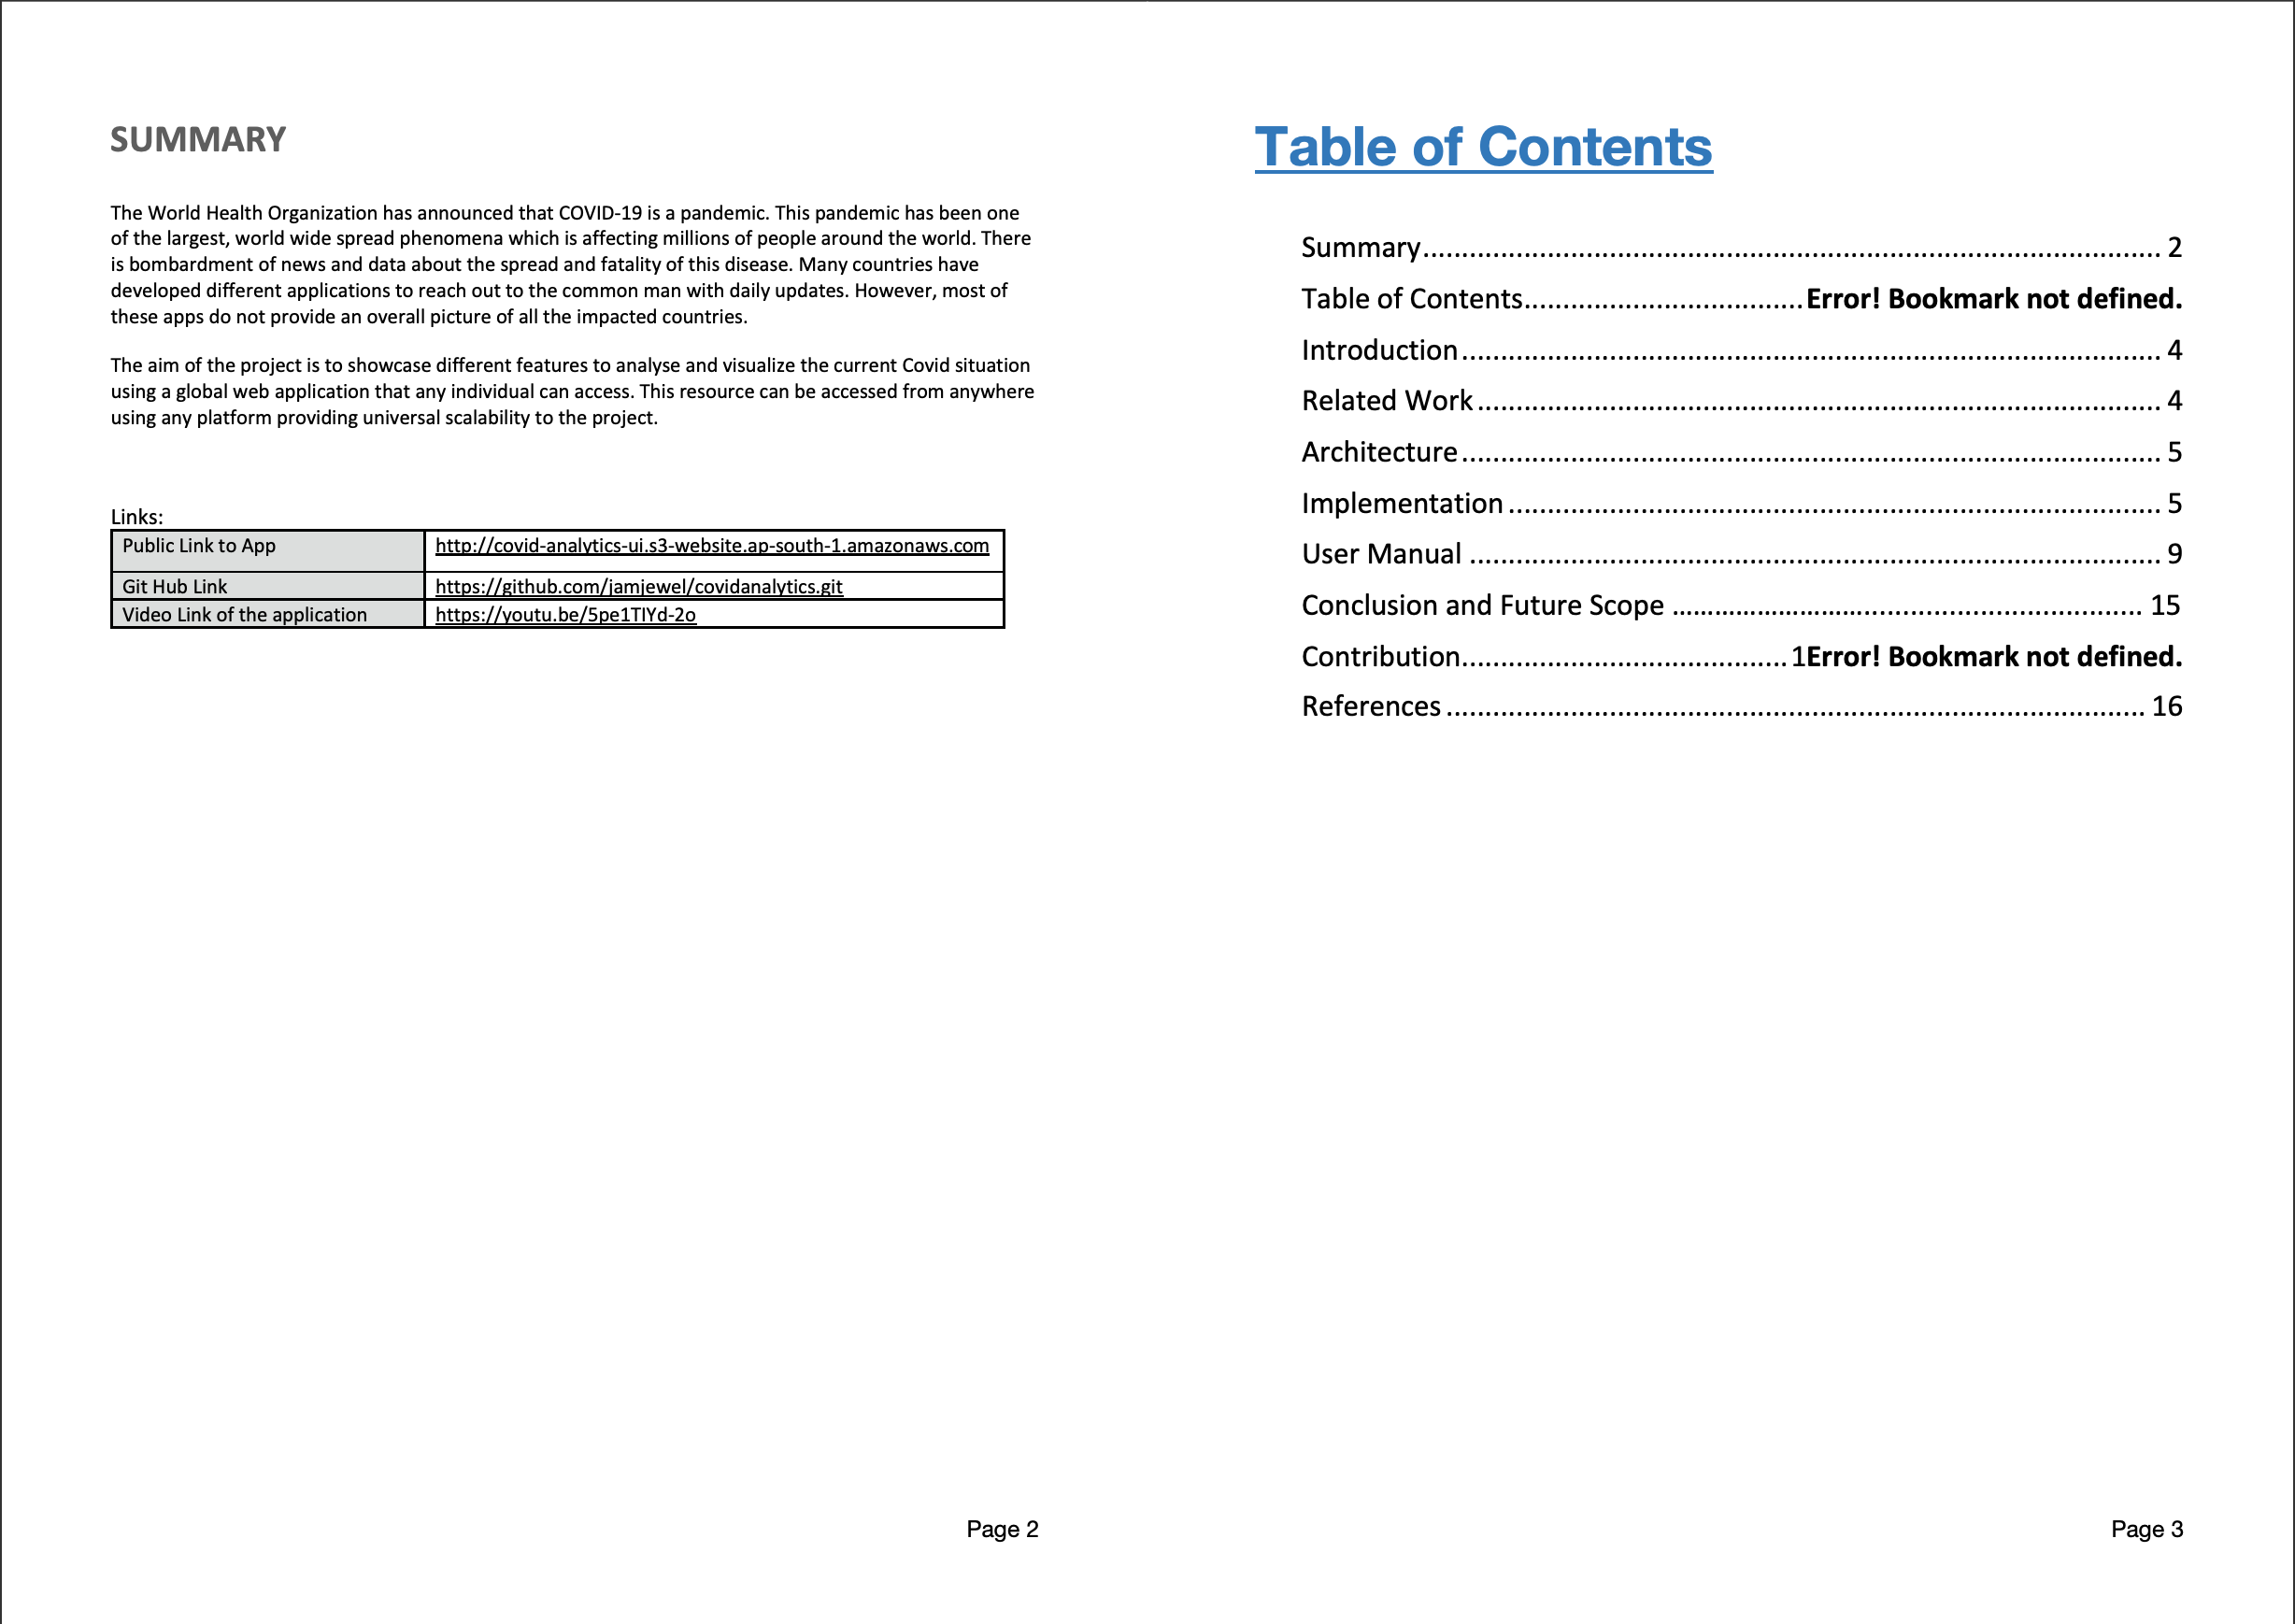 SUMMARY
The World Health Organization has announced that COVID-19 is a pandemic. This pandemic has been one
of the largest, world wide spread phenomena which is affecting millions of people around the world. There
is bombardment of news and data about the spread and fatality of this disease. Many countries have
developed different applications to reach out to the common man with daily updates. However, most of
these apps do not provide an overall picture of all the impacted countries.
The aim of the project is to showcase different features to analyse and visualize the current Covid situation
using a global web application that any individual can access. This resource can be accessed from anywhere
using any platform providing universal scalability to the project.
Links:
Public Link to App http://covid-analytics-ui.s3-website.ap-south-1.amazonaws.com
Git Hub Link https://github.com/jamjewel/covidanalytics.git
Video Link of the application https://youtu.be/5pe1TIYd-2o
Page 2
Table of Contents
Summary............................................................................................... 2
Table of Contents....................................Error! Bookmark not defined.
Introduction.......................................................................................... 4
Related Work........................................................................................ 4
Architecture.......................................................................................... 5
Implementation.................................................................................... 5
User Manual ......................................................................................... 9
Conclusion and Future Scope ............................................................... 15
Contribution..........................................1Error! Bookmark not defined.
References.......................................................................................... 16
Page 3